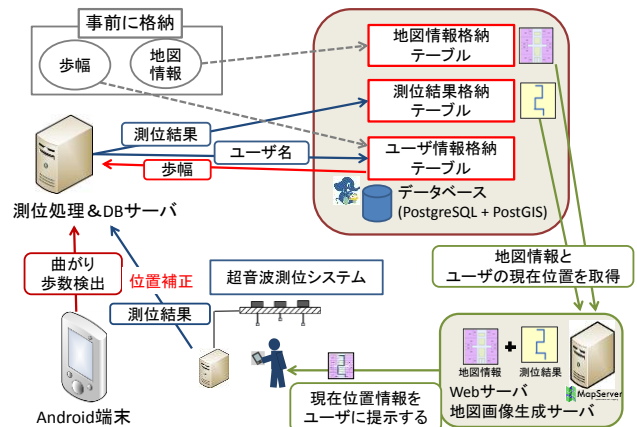 事前に格納
歩幅
地図
情報
地図情報格納
テーブル
測位結果格納
テーブル
ユーザ情報格納
テーブル
測位結果
ユーザ名
歩幅
データベース
(PostgreSQL + PostGIS)
測位処理&DBサーバ
曲がり
歩数検出
位置補正
測位結果
超音波測位システム
地図情報と
ユーザの現在位置を取得
地図情報
測位結果
MapServer
Webサーバ
地図画像生成サーバ
現在位置情報を
ユーザに提示する
Android端末